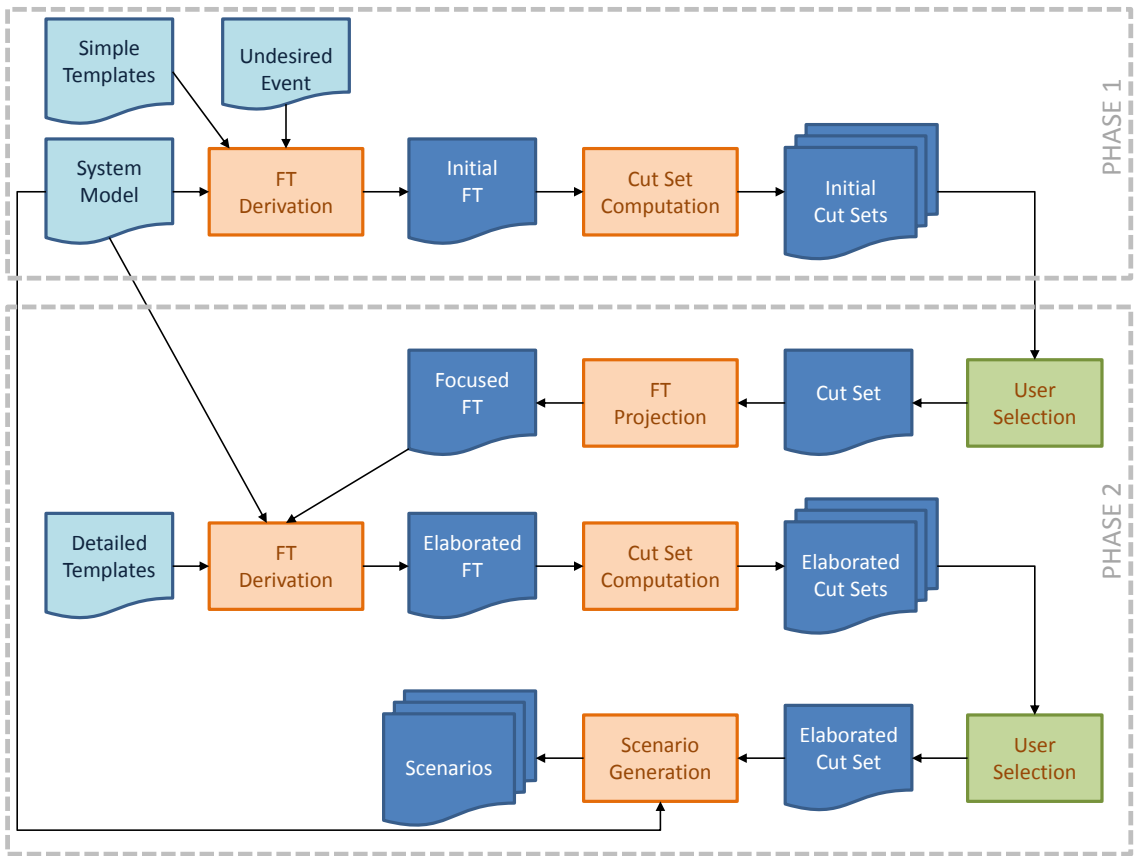 Simple
Templates
Undesired
Event
PHASE 1
System
Model
FT
Derivation
Initial
FT
Cut Set
Computation
Initial
Cut Sets
Focused
FT
FT
Projection
Cut Set
User
Selection
PHASE 2
Detailed
Templates
FT
Derivation
Elaborated
FT
Cut Set
Computation
Elaborated
Cut Sets
Scenarios
Scenario
Generation
Elaborated
Cut Set
User
Selection